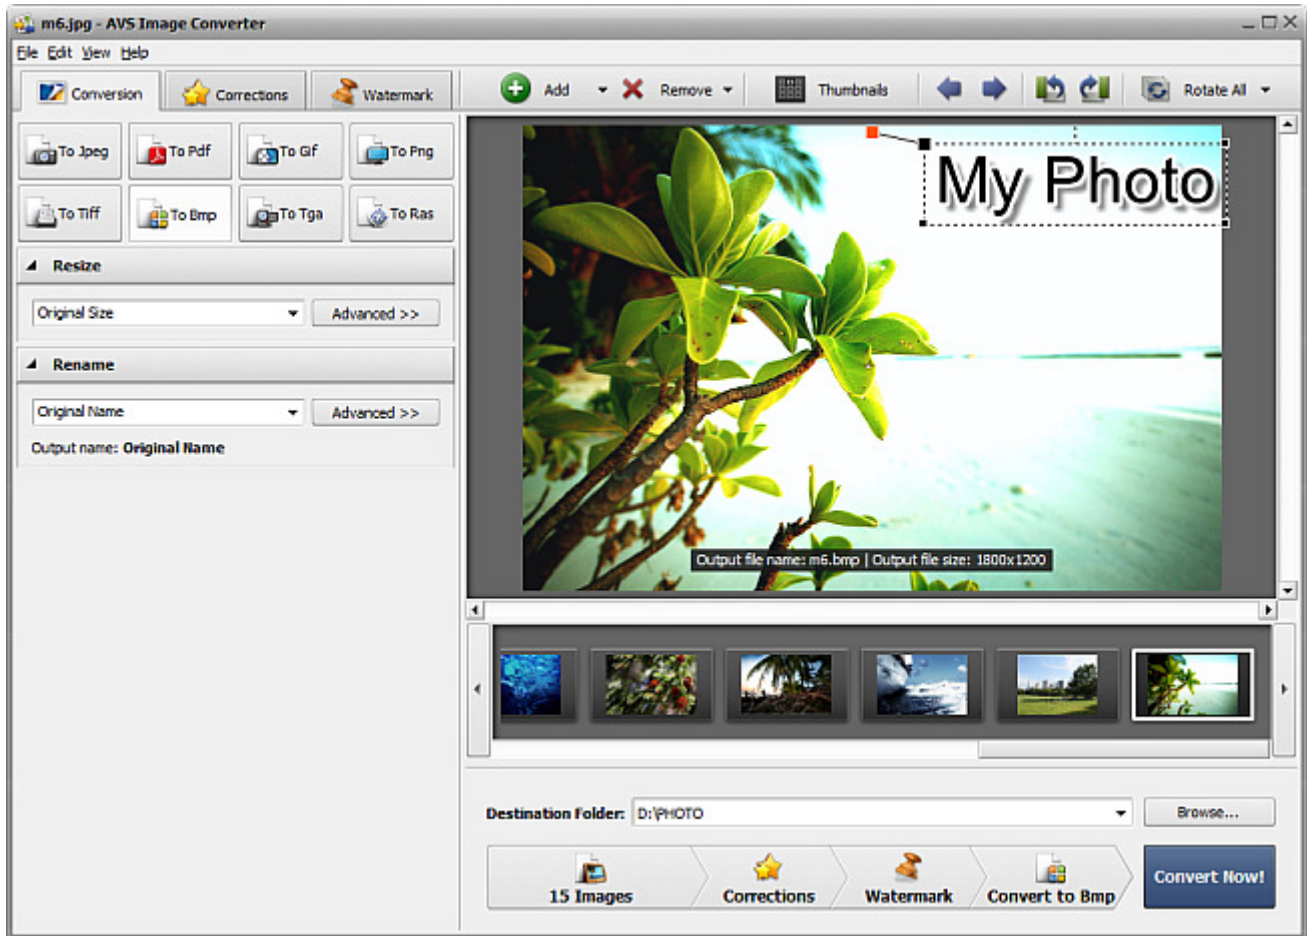 m6.jpg - AVS Image Converter
File Edit View Help
Conversion Corrections Watermark
Add Remove Thumbnails Rotate All
To Jpeg To Pdf To Gif To Png
To Tiff To Bmp To Tga To Ras
Resize
Original Size Advanced >>
Rename
Original Name Advanced >>
Output name: Original Name
My Photo
Output file name: m6.bmp | Output file size: 1800x1200
Destination Folder: D:\PHOTO Browse...
15 Images Corrections Watermark Convert to Bmp Convert Now!